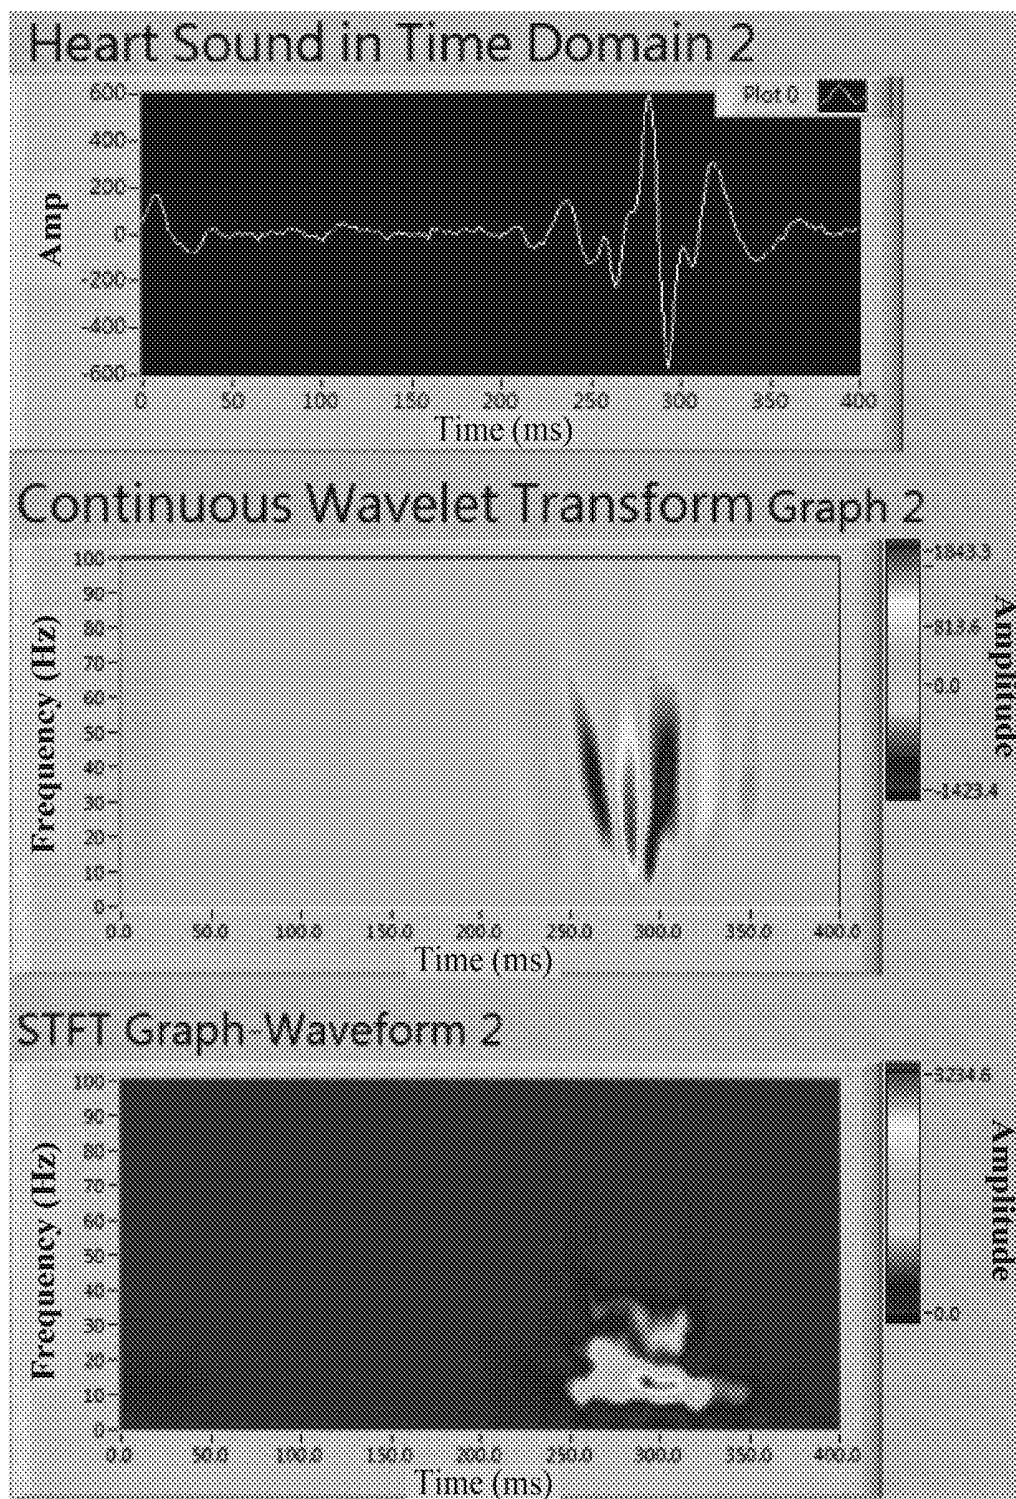 Heart Sound in Time Domain 2
Plot 0
600
400
200
0
-200
-400
-600
Amp
0 50 100 150 200 250 300 350 400
Time (ms)
Continuous Wavelet Transform Graph 2
100
90
80
70
60
50
40
30
20
10
0
Frequency (Hz)
0.0 50.0 100.0 150.0 200.0 250.0 300.0 350.0 400.0
Time (ms)
813.6
0.0
-1423.4
Amplitude
STFT Graph-Waveform 2
100
90
80
70
60
50
40
30
20
10
0
Frequency (Hz)
0.0 50.0 100.0 150.0 200.0 250.0 300.0 350.0 400.0
Time (ms)
3234.6
0.0
Amplitude